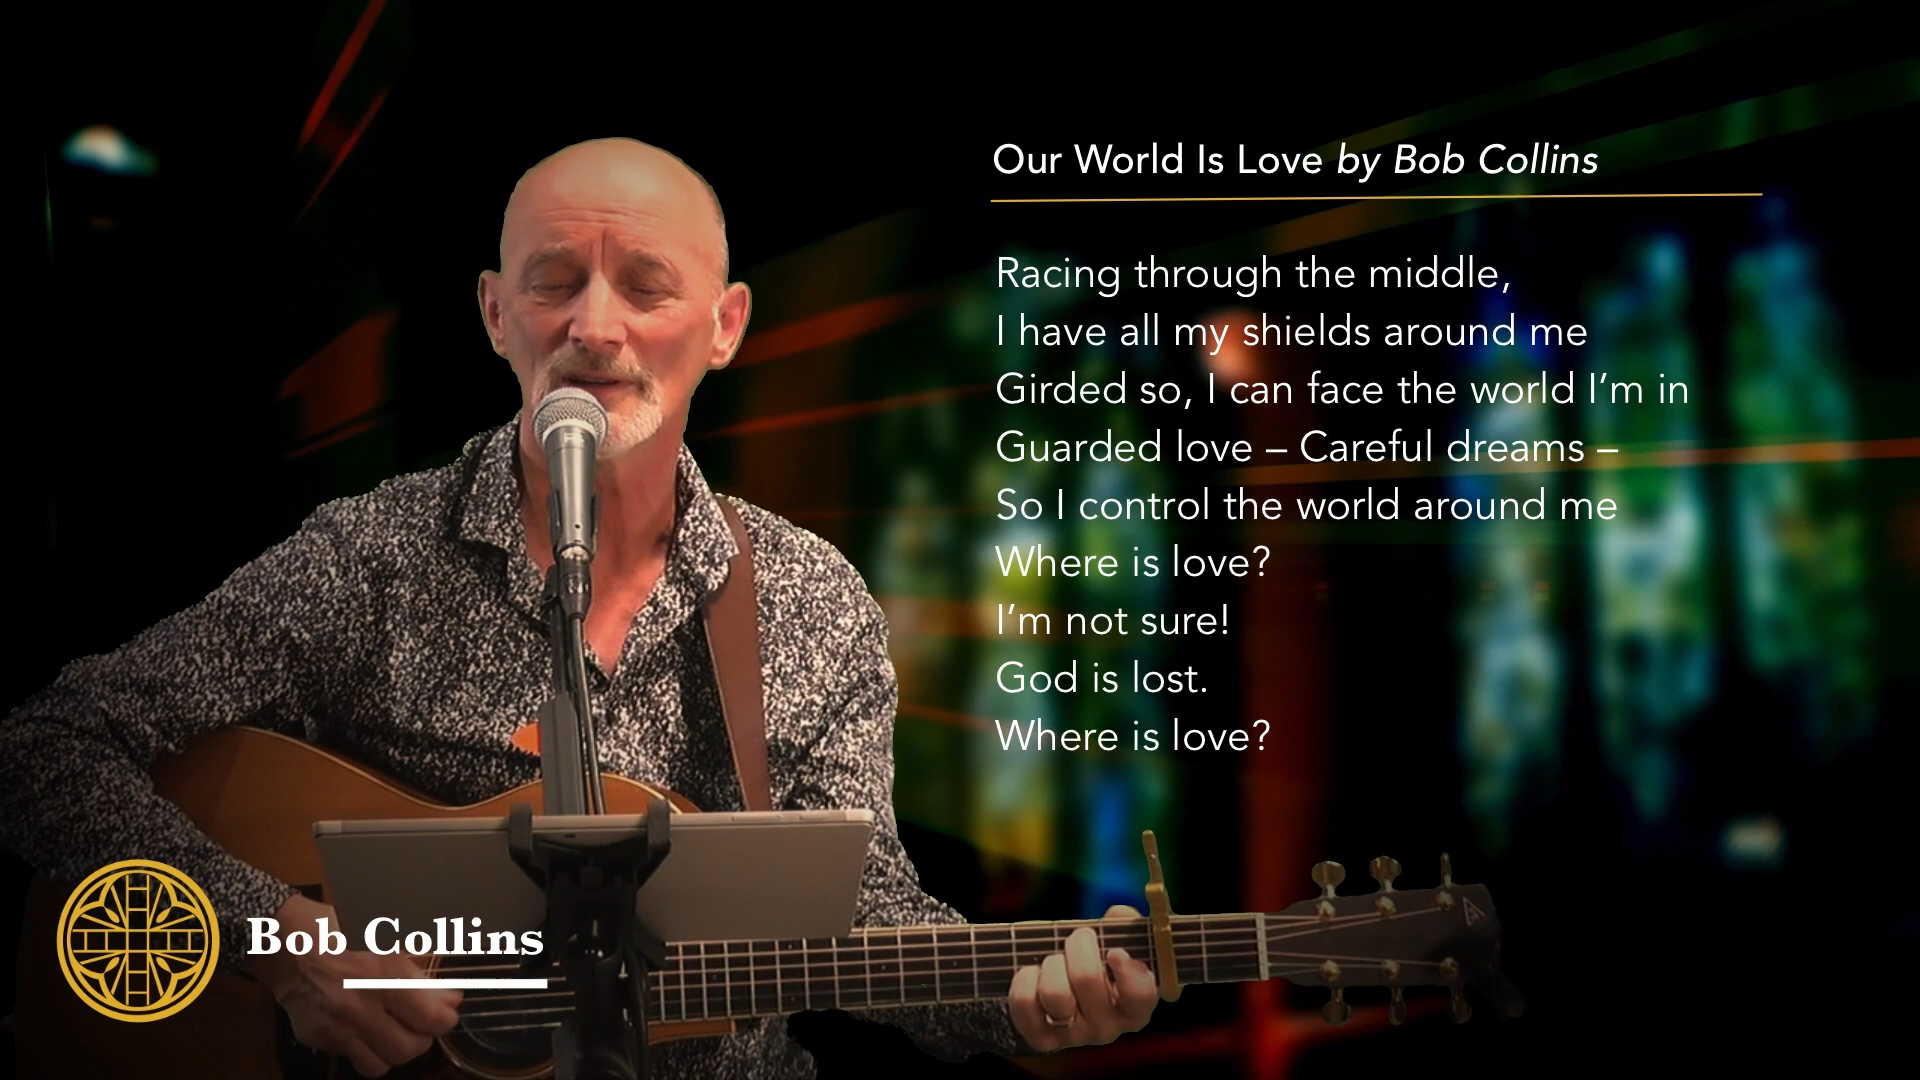 Our World Is Love by Bob Collins
Racing through the middle,
I have all my shields around me
Girded so, I can face the world I’m in
Guarded love – Careful dreams –
So I control the world around me
Where is love?
I’m not sure!
God is lost.
Where is love?
Bob Collins